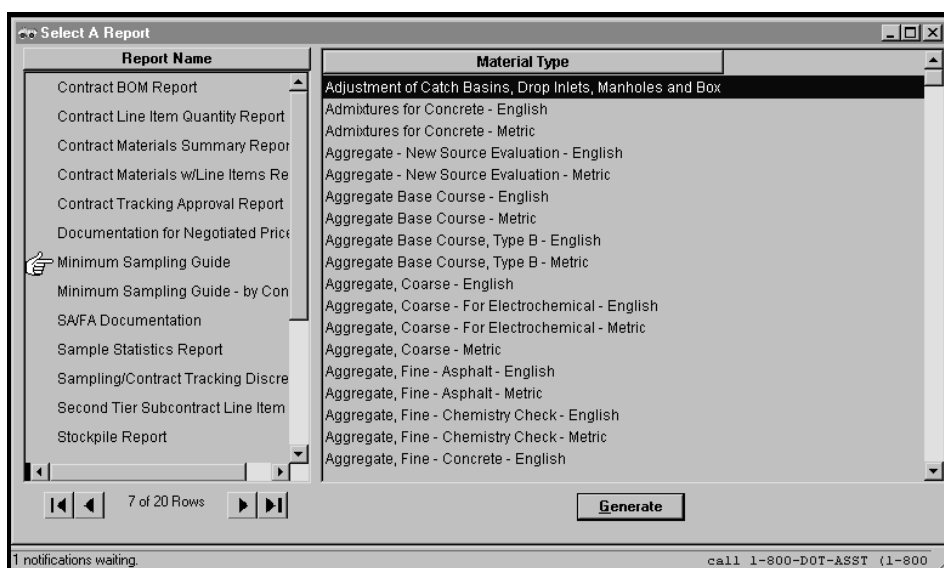 Select A Report
Report Name
Contract BOM Report
Contract Line Item Quantity Report
Contract Materials Summary Repor
Contract Materials w/Line Items Re
Contract Tracking Approval Report
Documentation for Negotiated Price
Minimum Sampling Guide
Minimum Sampling Guide - by Con
SA/FA Documentation
Sample Statistics Report
Sampling/Contract Tracking Discre
Second Tier Subcontract Line Item
Stockpile Report
7 of 20 Rows
Material Type
Adjustment of Catch Basins, Drop Inlets, Manholes and Box
Admixtures for Concrete - English
Admixtures for Concrete - Metric
Aggregate - New Source Evaluation - English
Aggregate - New Source Evaluation - Metric
Aggregate Base Course - English
Aggregate Base Course - Metric
Aggregate Base Course, Type B - English
Aggregate Base Course, Type B - Metric
Aggregate, Coarse - English
Aggregate, Coarse - For Electrochemical - English
Aggregate, Coarse - For Electrochemical - Metric
Aggregate, Coarse - Metric
Aggregate, Fine - Asphalt - English
Aggregate, Fine - Asphalt - Metric
Aggregate, Fine - Chemistry Check - English
Aggregate, Fine - Chemistry Check - Metric
Aggregate, Fine - Concrete - English
Generate
1 notifications waiting.
call 1-800-DOT-ASST (1-800